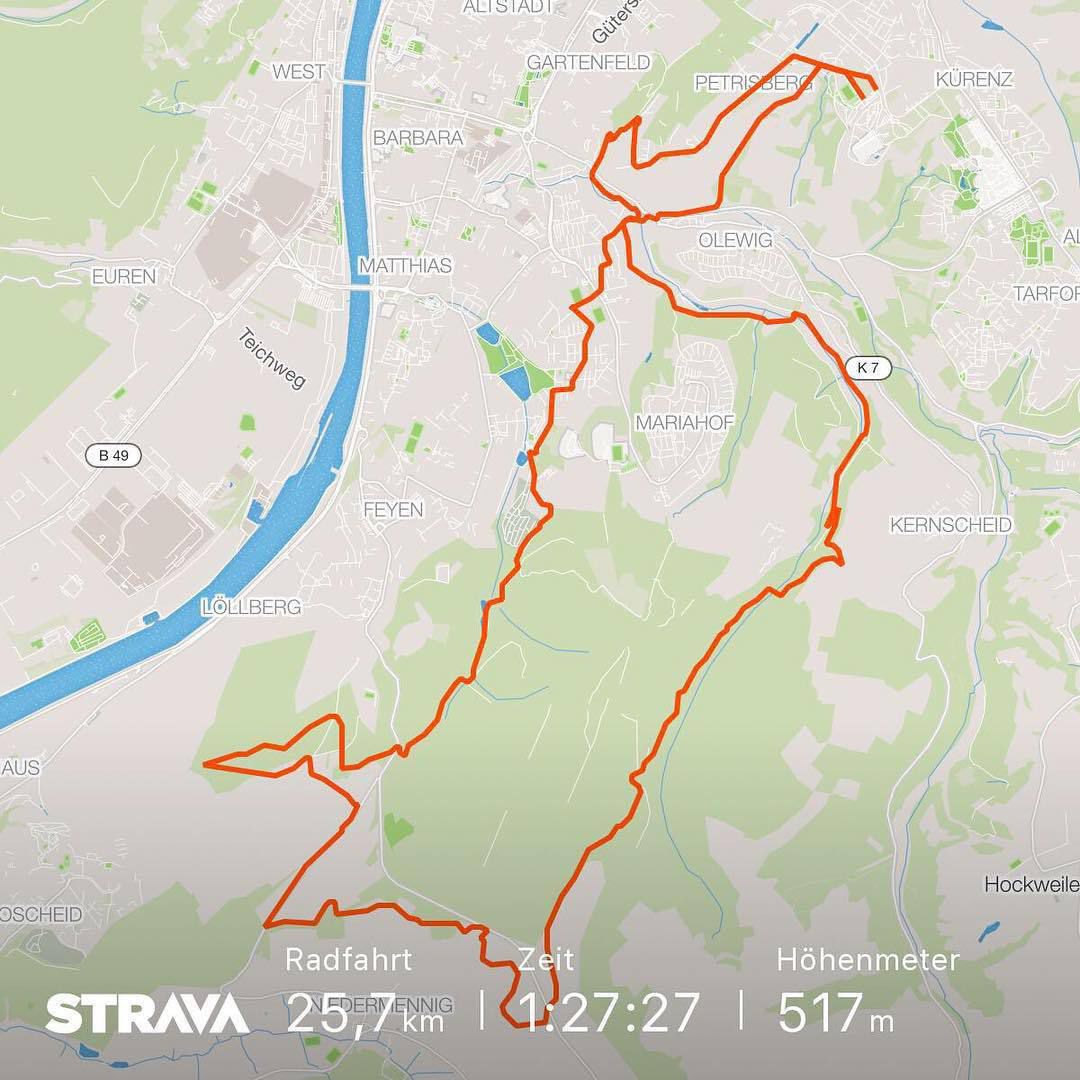 ALTSTADT
Güters
WEST
GARTENFELD
PETRISBERG
KÜRENZ
BARBARA
OLEWIG
MATTHIAS
EUREN
AL
TARFOR
Teichweg
K 7
MARIAHOF
B 49
FEYEN
KERNSCHEID
LÖLLBERG
AUS
Hockweile
OSCHEID
Radfahrt
Zeit
Höhenmeter
NIEDERMENNIG
STRAVA
25,7 km | 1:27:27 | 517 m